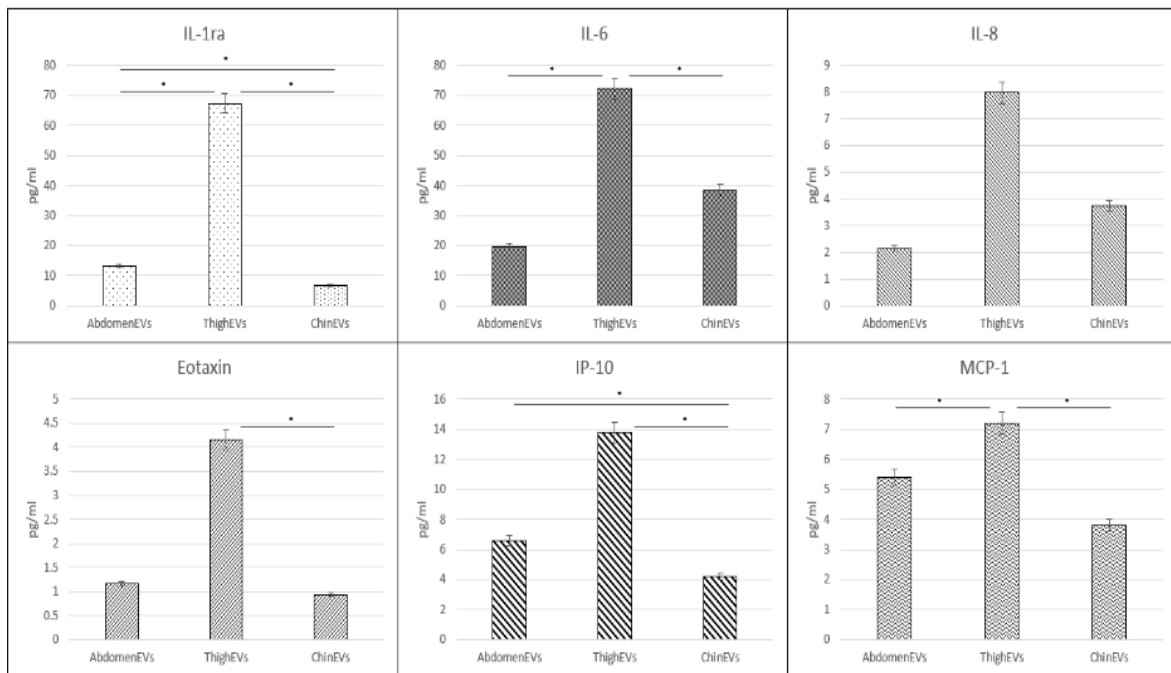 IL-1ra
*
*
*
80
70
60
50
40
30
20
10
0
pg/ml
AbdomenEVs
ThighEVs
ChinEVs
IL-6
*
*
80
70
60
50
40
30
20
10
0
pg/ml
AbdomenEVs
ThighEVs
ChinEVs
IL-8
9
8
7
6
5
4
3
2
1
0
pg/ml
AbdomenEVs
ThighEVs
ChinEVs
Eotaxin
*
5
4.5
4
3.5
3
2.5
2
1.5
1
0.5
0
pg/ml
AbdomenEVs
ThighEVs
ChinEVs
IP-10
*
*
16
14
12
10
8
6
4
2
0
pg/ml
AbdomenEVs
ThighEVs
ChinEVs
MCP-1
*
*
8
7
6
5
4
3
2
1
0
pg/ml
AbdomenEVs
ThighEVs
ChinEVs